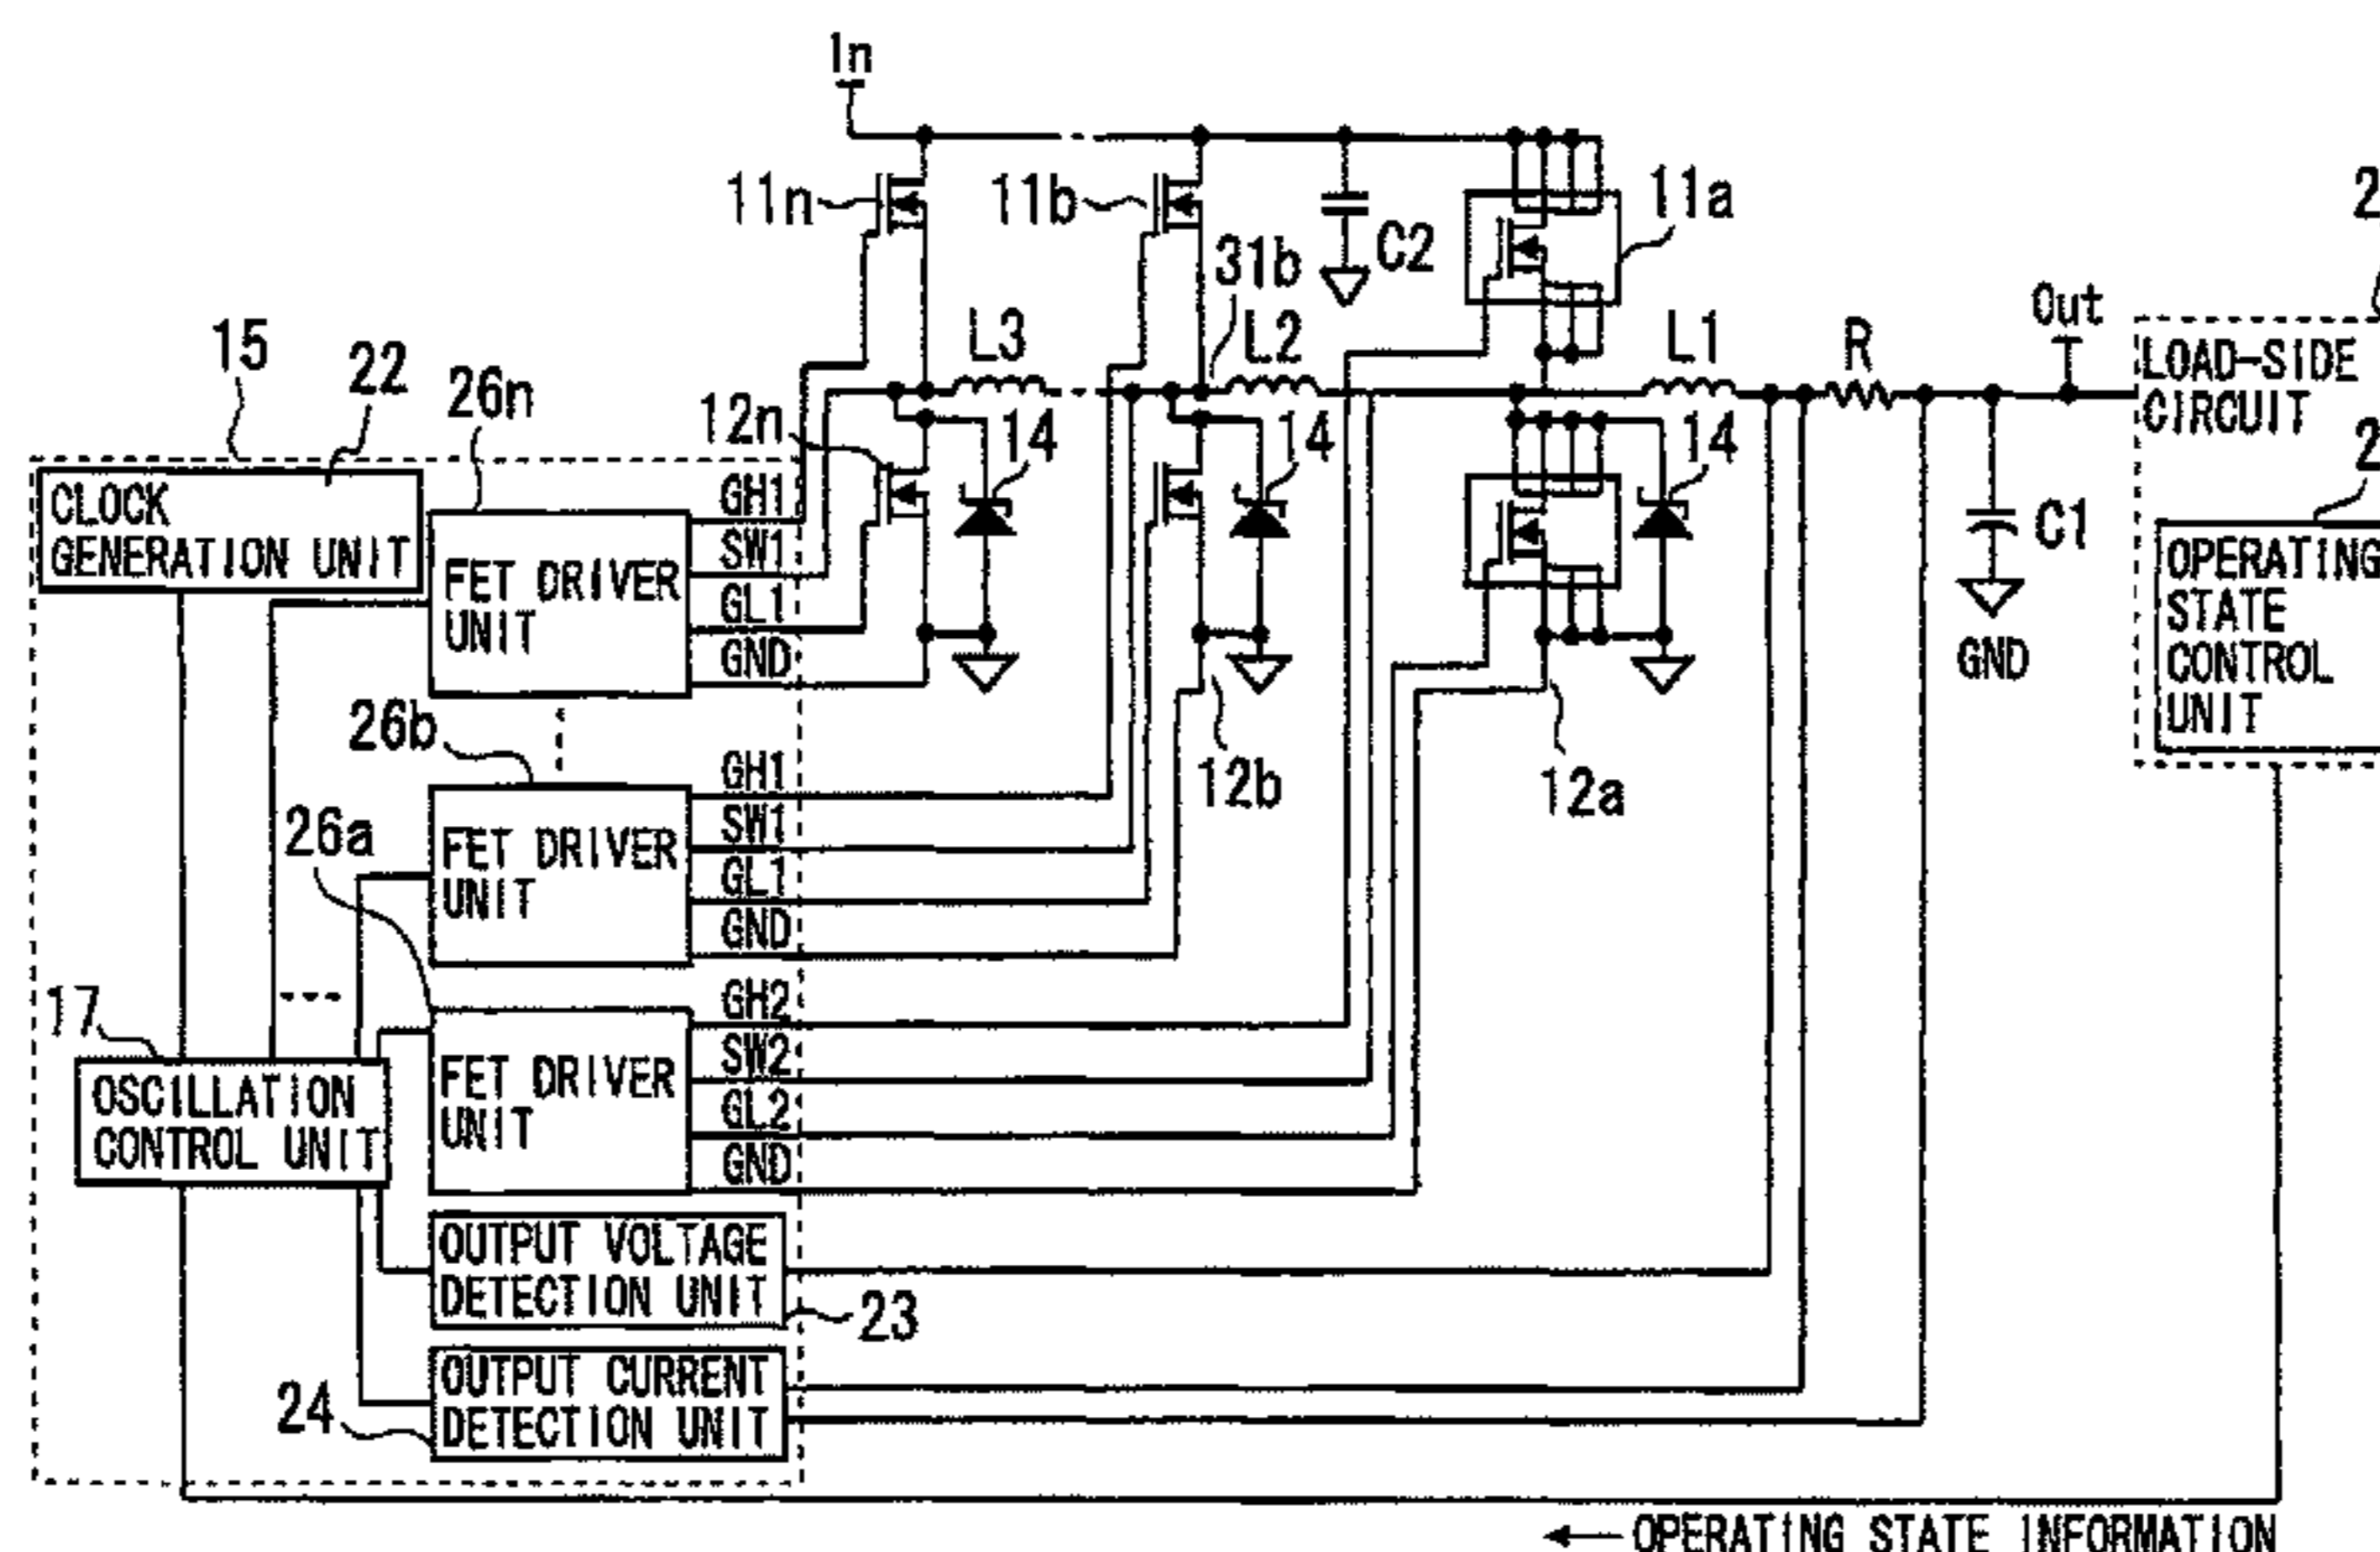 In
11n
11b
C2
11a
2
31b
L3
L2
L1
R
Out
LOAD-SIDE
CIRCUIT
15
22
26n
12n
14
14
14
C1
GND
2
OPERATING
STATE
CONTROL
UNIT
CLOCK
GENERATION UNIT
FET DRIVER
UNIT
GH1
SW1
GL1
GND
26b
12b
12a
FET DRIVER
UNIT
GH1
SW1
GL1
GND
26a
17
OSCILLATION
CONTROL UNIT
FET DRIVER
UNIT
GH2
SW2
GL2
GND
OUTPUT VOLTAGE
DETECTION UNIT
23
OUTPUT CURRENT
DETECTION UNIT
24
OPERATING STATE INFORMATION